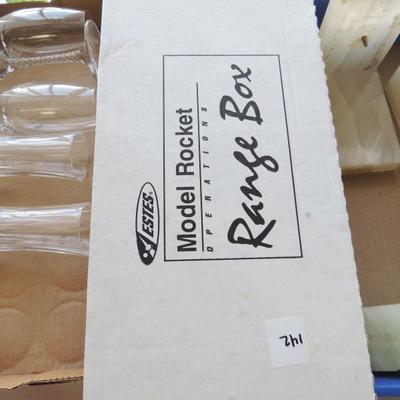 ESTES®
Model Rocket
OPERATIONS
Range Box
142